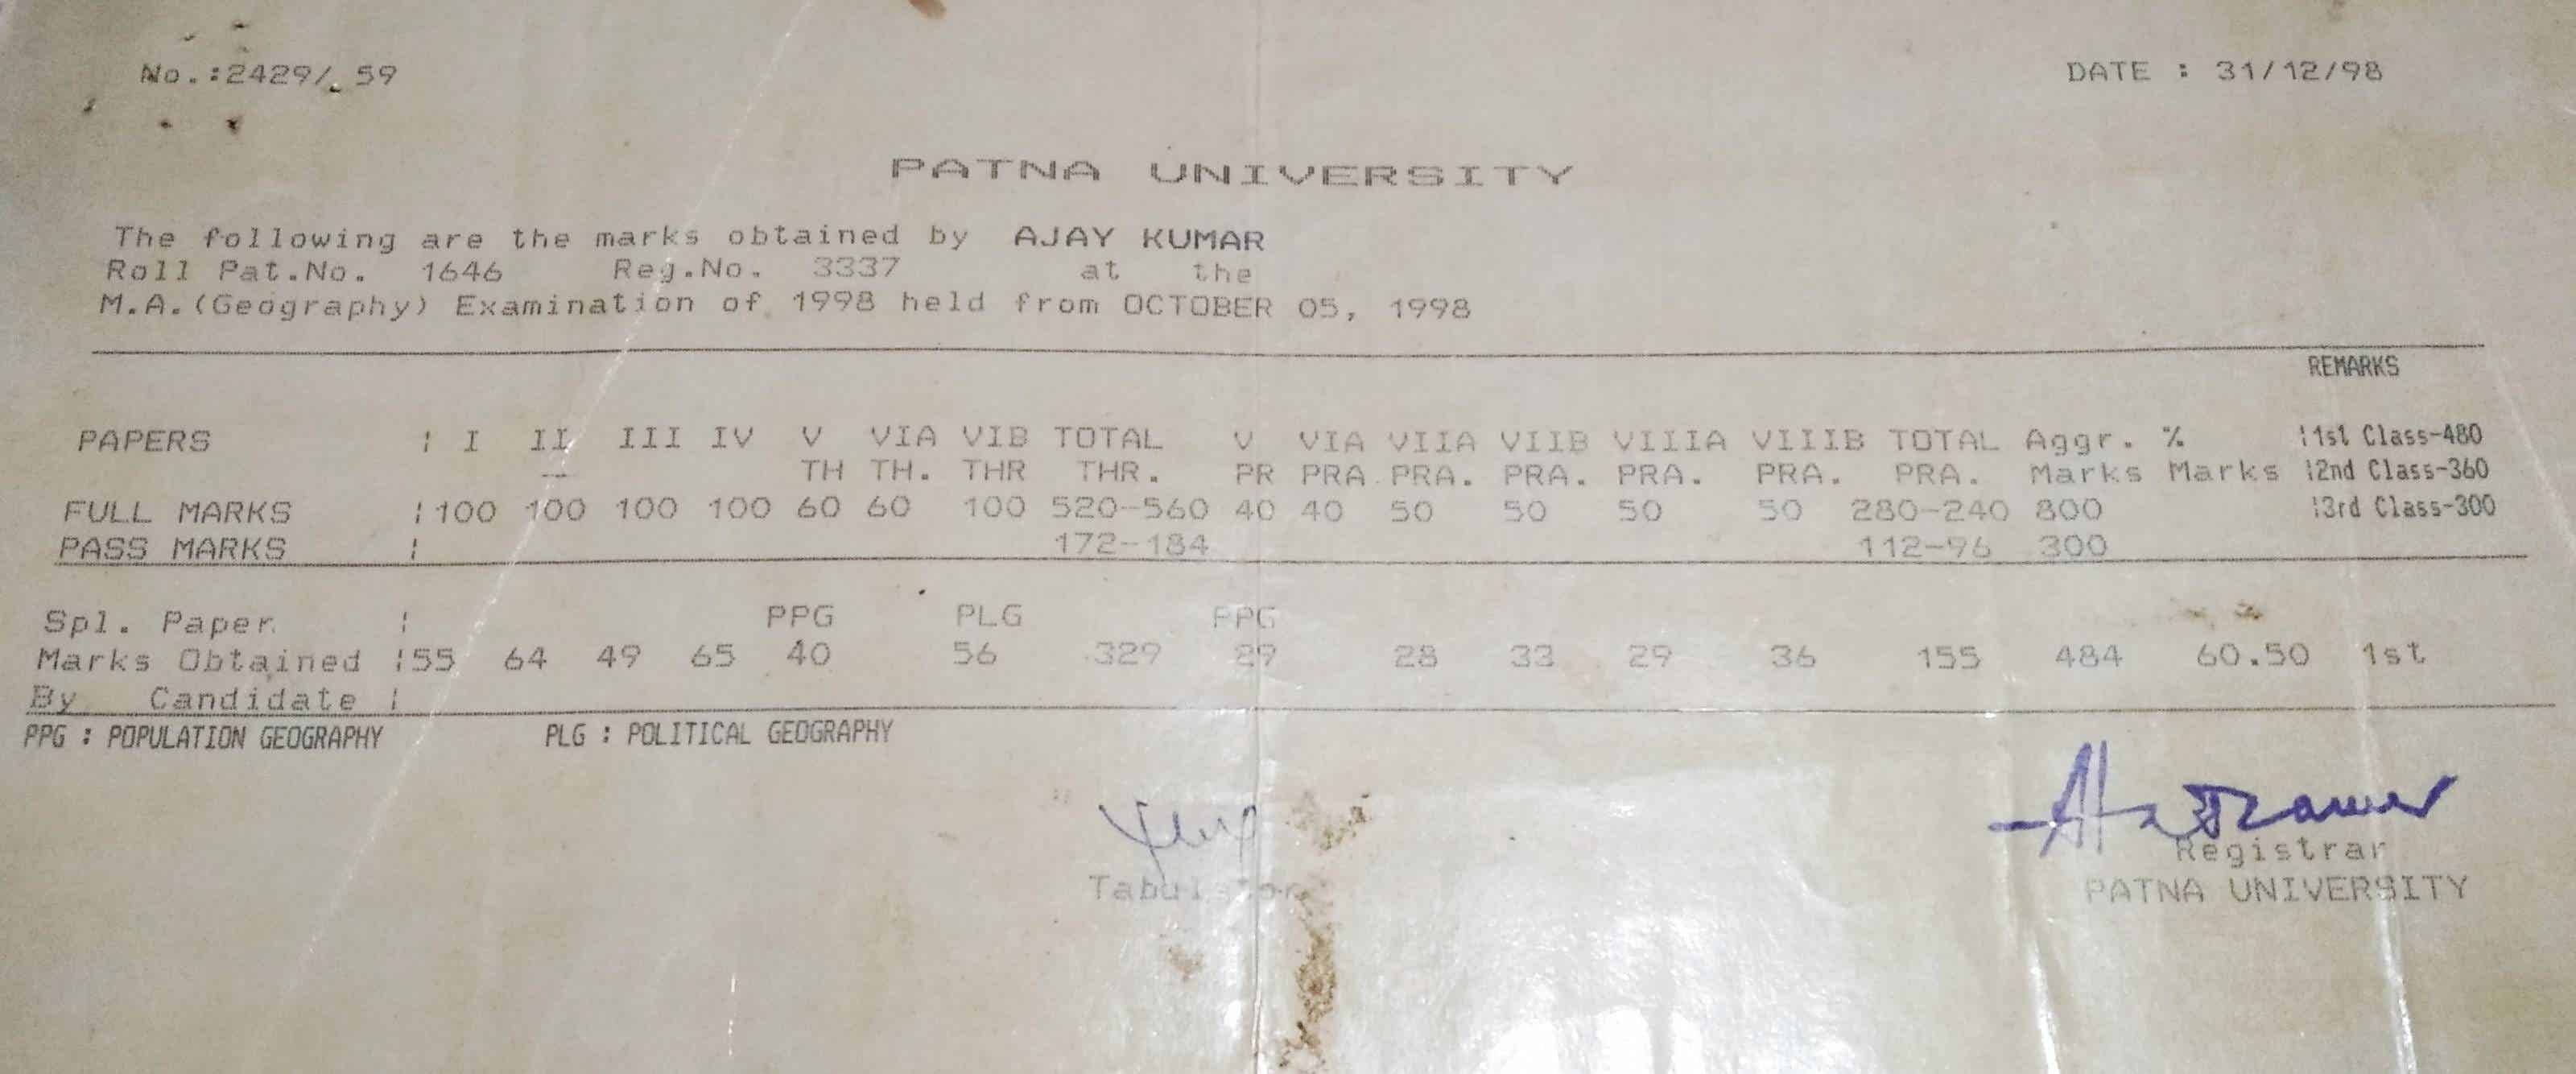 No.:2429/ 59 DATE : 31/12/98
PATNA UNIVERSITY
The following are the marks obtained by AJAY KUMAR
Roll Pat.No. 1646 Reg.No. 3337 at the
M.A.(Geography) Examination of 1998 held from OCTOBER 05, 1998
REMARKS
PAPERS ¦ I II III IV V VIA VIB TOTAL V VIA VIIA VIIB VIIIA VIIIB TOTAL Aggr. % ¦1st Class-480
TH TH. THR THR. PR PRA PRA. PRA. PRA. PRA. PRA. Marks Marks ¦2nd Class-360
FULL MARKS ¦100 100 100 100 60 60 100 520-560 40 40 50 50 50 50 280-240 800 ¦3rd Class-300
PASS MARKS ¦ 172-184 112-96 300
Spl. Paper ¦ PPG PLG PPG
Marks Obtained ¦55 64 49 65 40 56 329 29 28 33 29 36 155 484 60.50 1st
By Candidate ¦
PPG : POPULATION GEOGRAPHY PLG : POLITICAL GEOGRAPHY
Tabulator
Registrar
PATNA UNIVERSITY